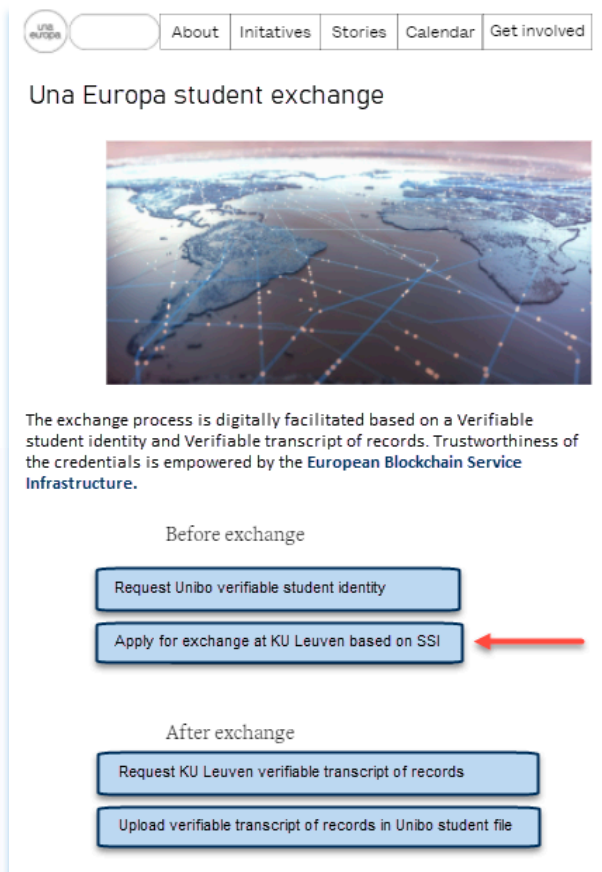 una
europa
About Initatives Stories Calendar Get involved
Una Europa student exchange
The exchange process is digitally facilitated based on a Verifiable
student identity and Verifiable transcript of records. Trustworthiness of
the credentials is empowered by the European Blockchain Service
Infrastructure.
Before exchange
Request Unibo verifiable student identity
Apply for exchange at KU Leuven based on SSI
After exchange
Request KU Leuven verifiable transcript of records
Upload verifiable transcript of records in Unibo student file